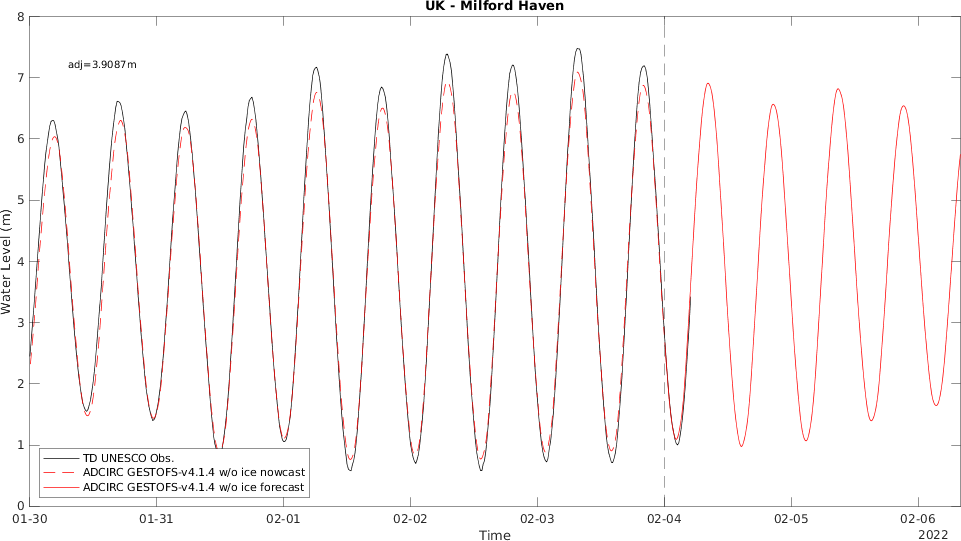 UK - Milford Haven
8
adj=3.9087m
7
6
5
4
3
2
1
0
Water Level (m)
TD UNESCO Obs.
ADCIRC GESTOFS-v4.1.4 w/o ice nowcast
ADCIRC GESTOFS-v4.1.4 w/o ice forecast
01-30 01-31 02-01 02-02 02-03 02-04 02-05 02-06
Time
2022